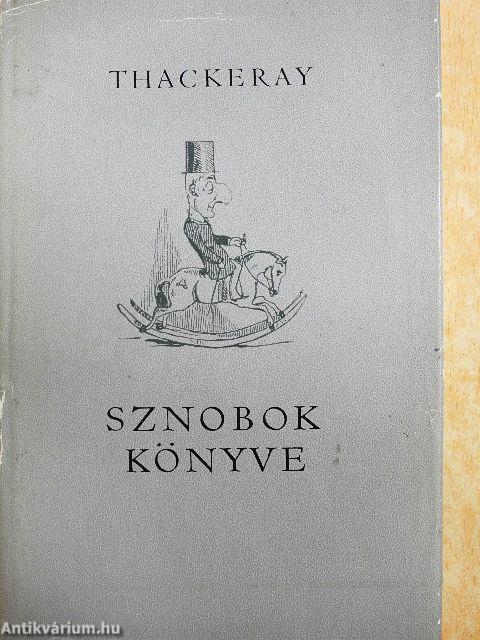 THACKERAY
SZNOBOK
KÖNYVE
Antikvárium.hu